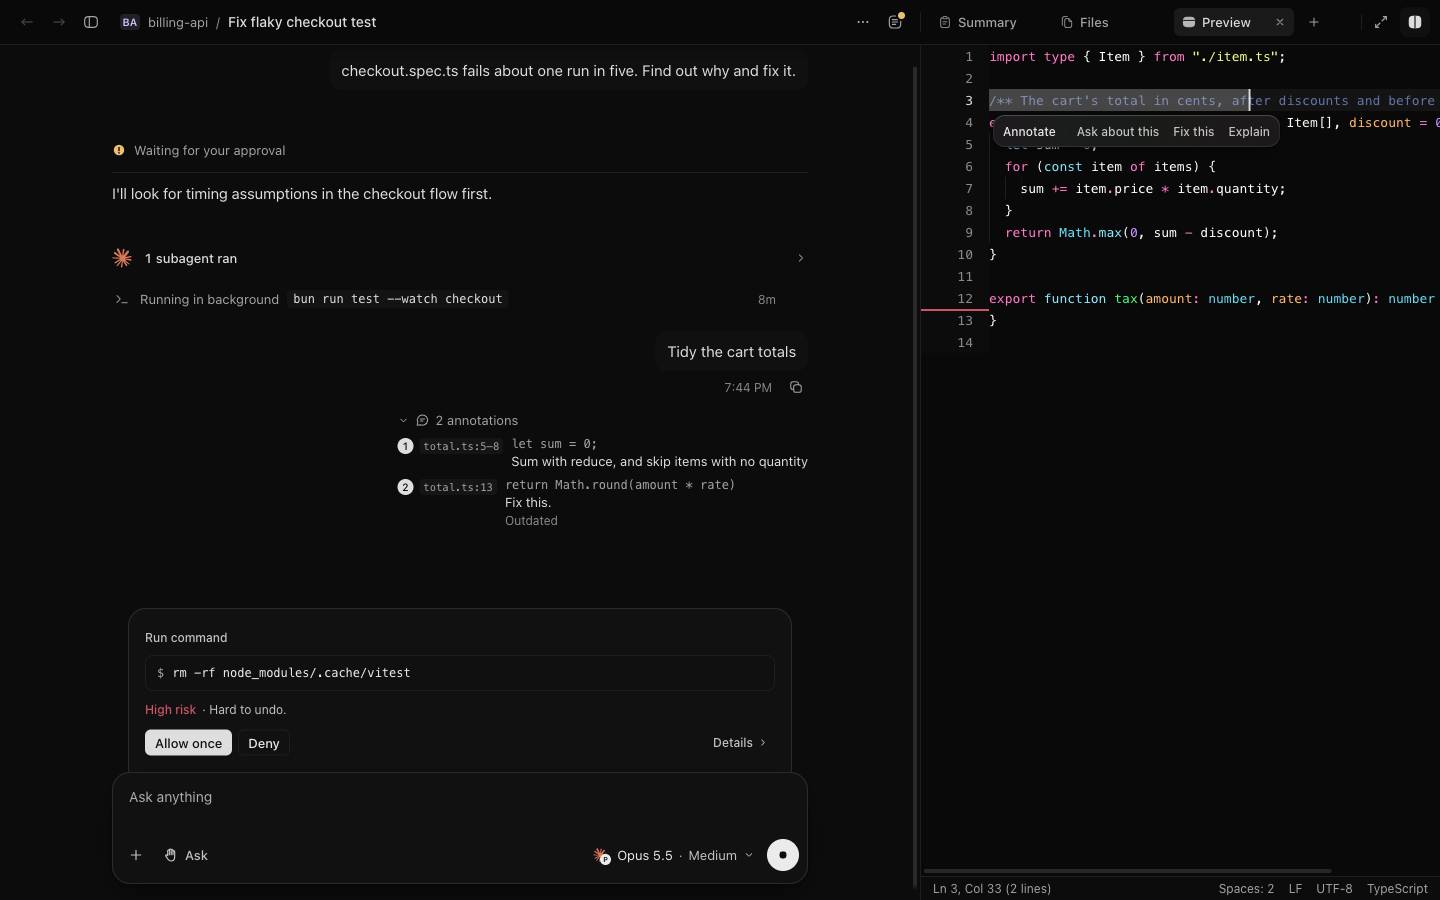 BA billing-api / Fix flaky checkout test
Summary
Files
Preview
checkout.spec.ts fails about one run in five. Find out why and fix it.
Waiting for your approval
I'll look for timing assumptions in the checkout flow first.
1 subagent ran
Running in background bun run test --watch checkout 8m
Tidy the cart totals
7:44 PM
2 annotations
1 total.ts:5–8 let sum = 0;
Sum with reduce, and skip items with no quantity
2 total.ts:13 return Math.round(amount * rate)
Fix this.
Outdated
Run command
$ rm -rf node_modules/.cache/vitest
High risk · Hard to undo.
Allow once
Deny
Details
Ask anything
Ask
P
Opus 5.5 · Medium
1 import type { Item } from "./item.ts";
2
3 /** The cart's total in cents, after discounts and before
4 Item[], discount = 0
Annotate Ask about this Fix this Explain
5
6 for (const item of items) {
7 sum += item.price * item.quantity;
8 }
9 return Math.max(0, sum - discount);
10 }
11
12 export function tax(amount: number, rate: number): number
13 }
14
Ln 3, Col 33 (2 lines)
Spaces: 2 LF UTF-8 TypeScript